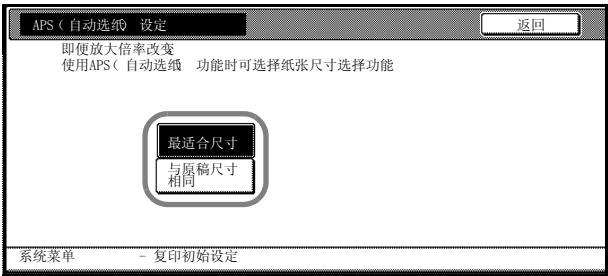 APS(自动选纸) 设定
返回
即便放大倍率改变
使用APS(自动选纸) 功能时可选择纸张尺寸选择功能
最适合尺寸
与原稿尺寸
相同
系统菜单 - 复印初始设定